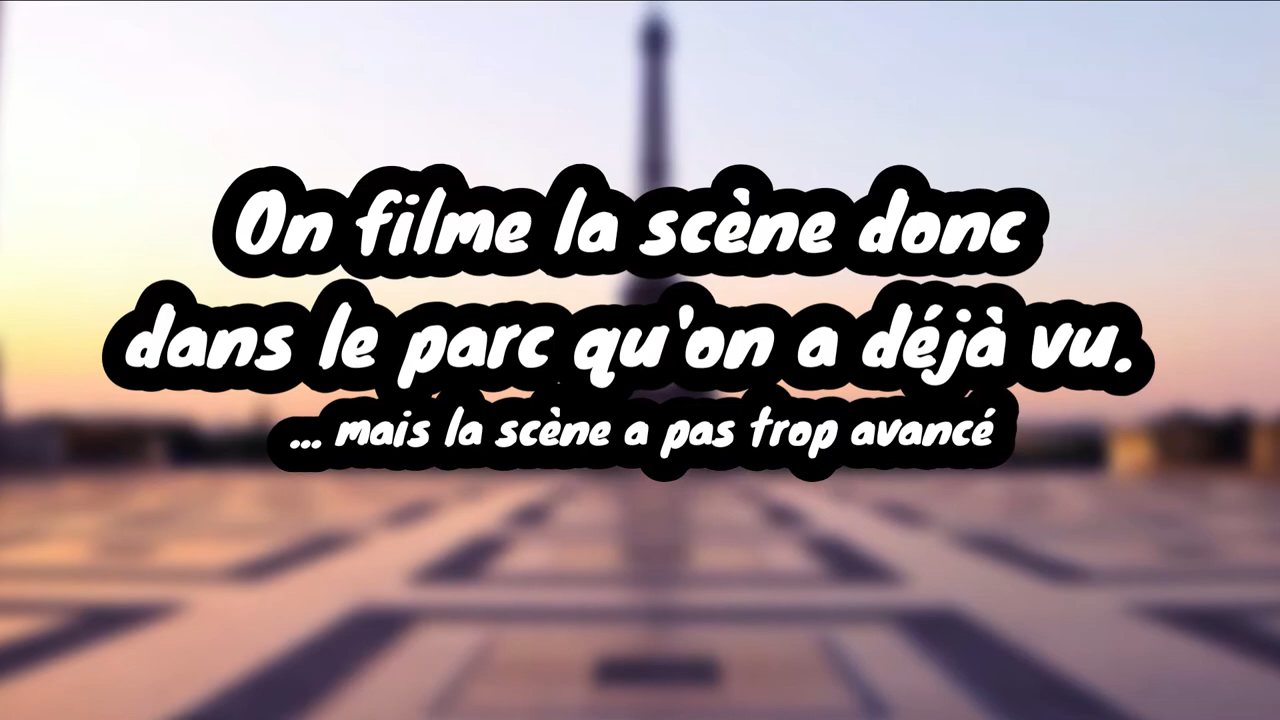 On filme la scène donc
dans le parc qu'on a déjà vu.
... mais la scène a pas trop avancé